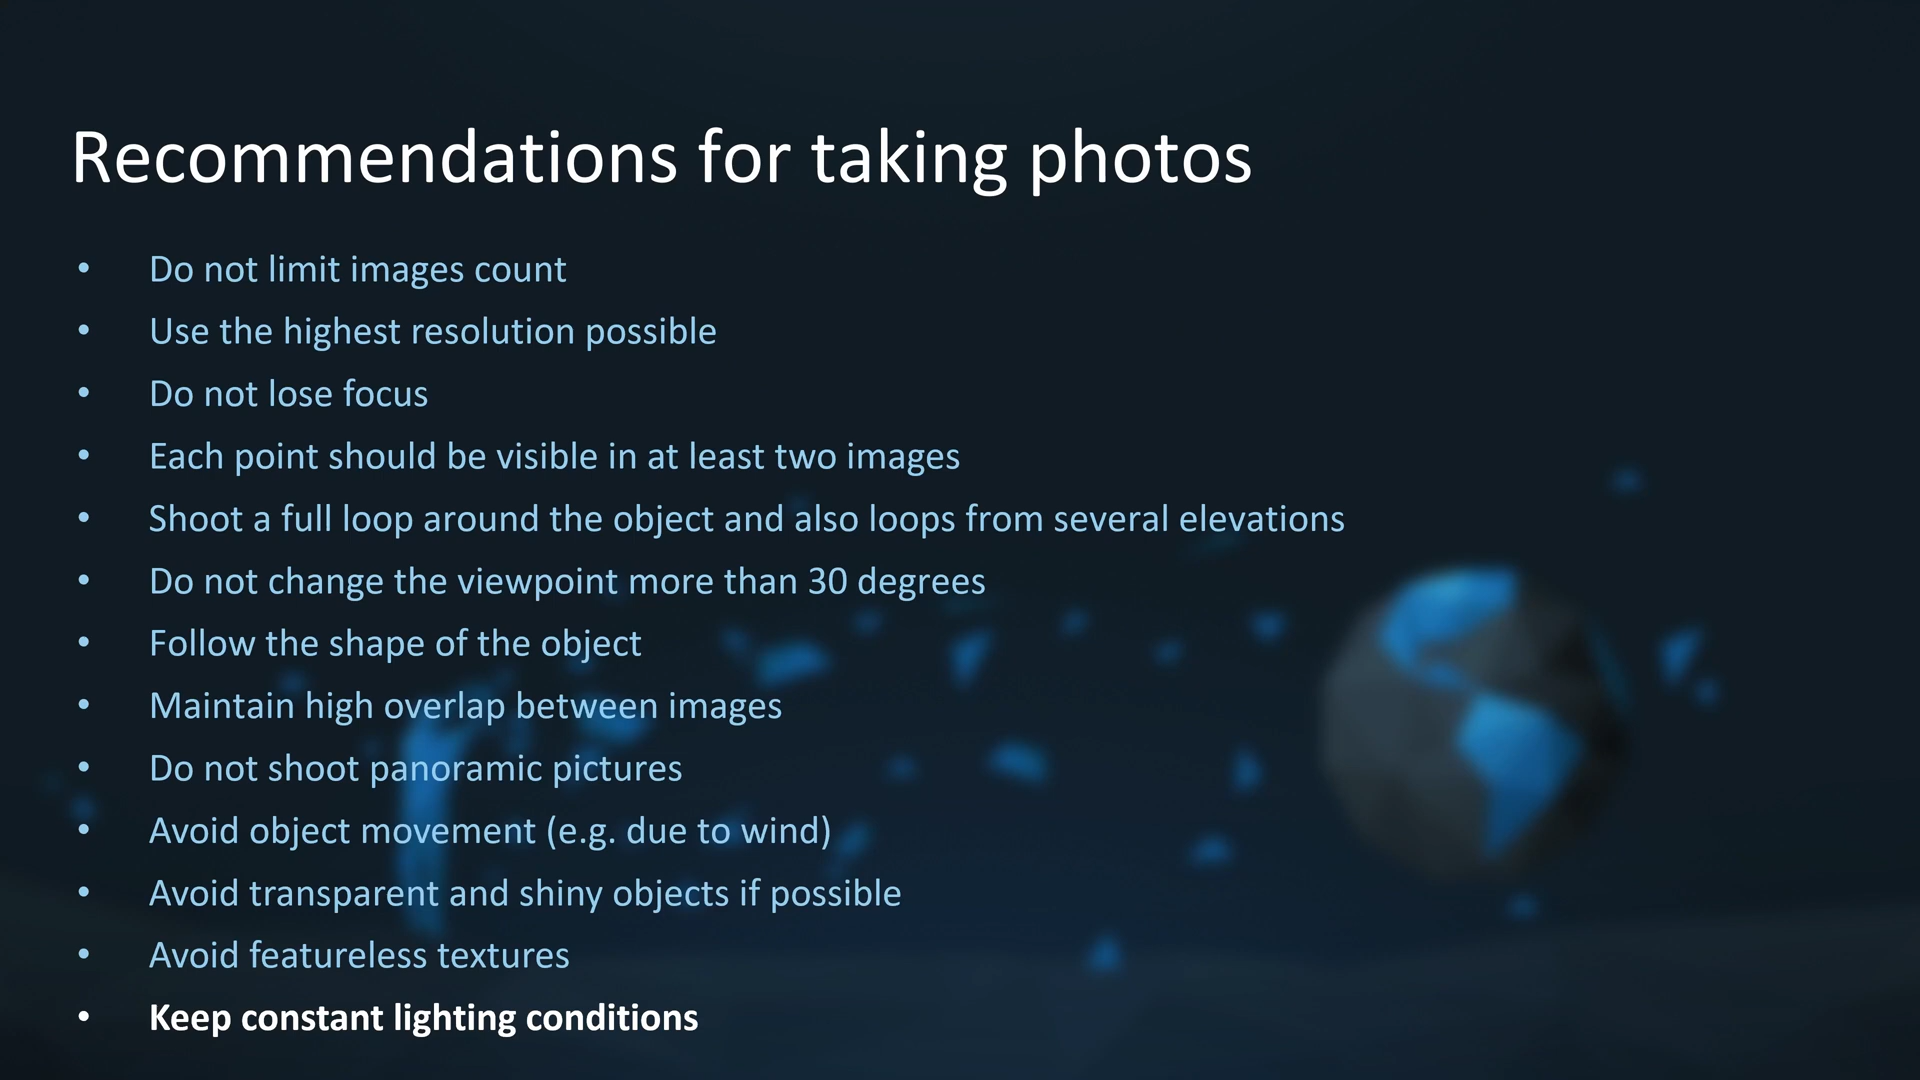 Recommendations for taking photos
• Do not limit images count
• Use the highest resolution possible
• Do not lose focus
• Each point should be visible in at least two images
• Shoot a full loop around the object and also loops from several elevations
• Do not change the viewpoint more than 30 degrees
• Follow the shape of the object
• Maintain high overlap between images
• Do not shoot panoramic pictures
• Avoid object movement (e.g. due to wind)
• Avoid transparent and shiny objects if possible
• Avoid featureless textures
• Keep constant lighting conditions